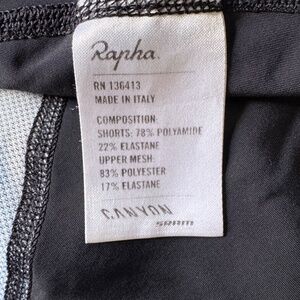 Rapha.
RN 136413
MADE IN ITALY
COMPOSITION:
SHORTS: 78% POLYAMIDE
22% ELASTANE
UPPER MESH:
83% POLYESTER
17% ELASTANE
CANYON
SRAM